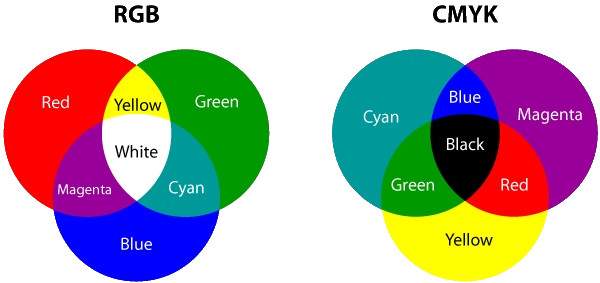 RGB
CMYK
Red
Yellow
Green
White
Magenta
Cyan
Blue
Cyan
Blue
Magenta
Black
Green
Red
Yellow